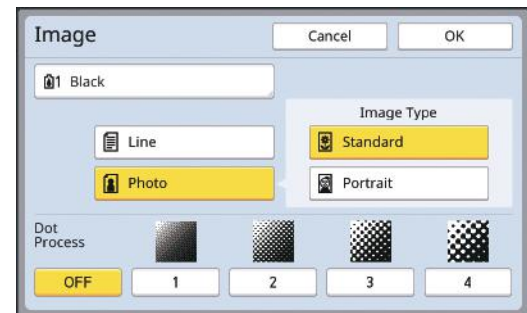 Image
Cancel
OK
1 Black
Image Type
Line
Standard
Photo
Portrait
Dot
Process
OFF
1
2
3
4